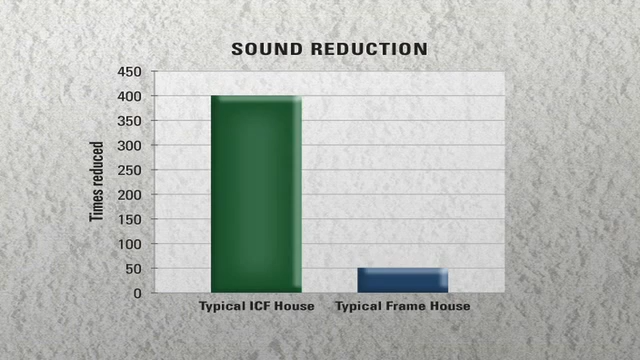 SOUND REDUCTION
Times reduced
450
400
350
300
250
200
150
100
50
0
Typical ICF House
Typical Frame House